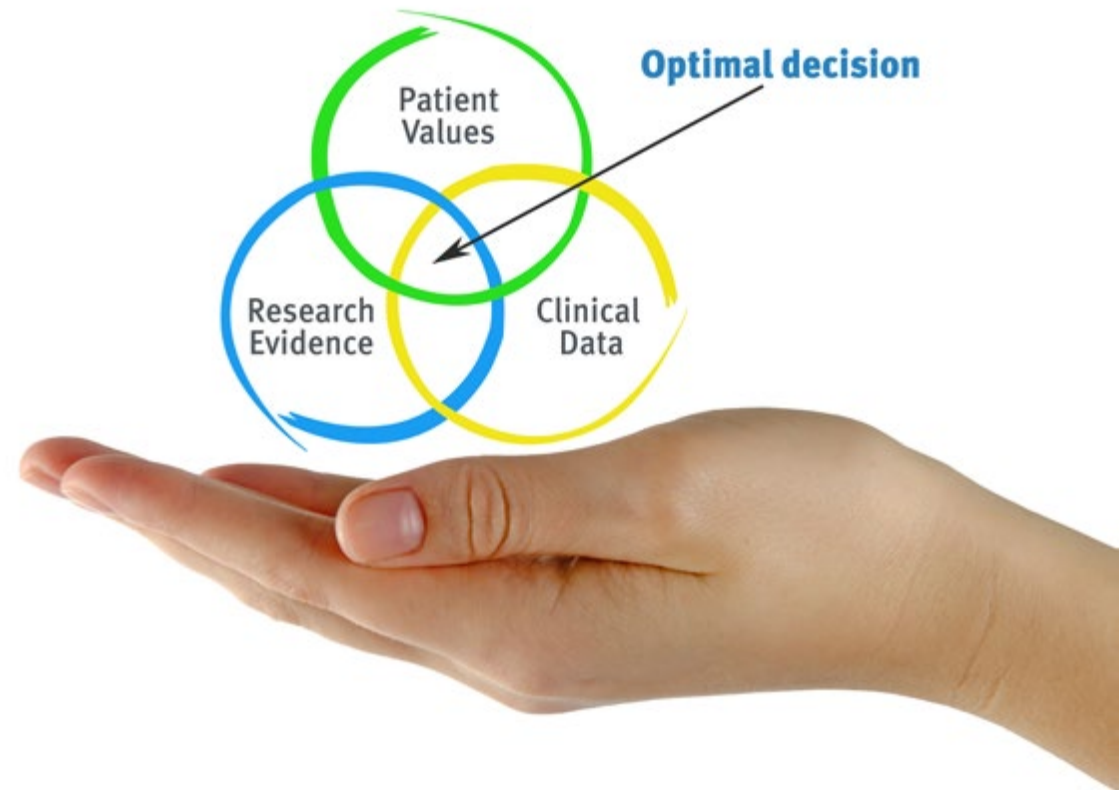 Optimal decision
Patient
Values
Research
Evidence
Clinical
Data